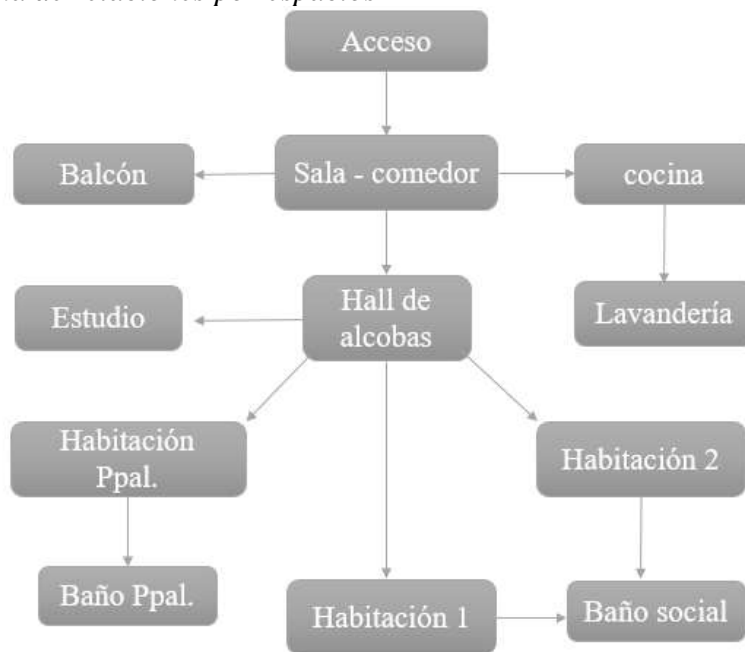 Acceso
Balcón
Sala - comedor
cocina
Estudio
Hall de
alcobas
Lavandería
Habitación
Ppal.
Habitación 2
Baño Ppal.
Habitación 1
Baño social